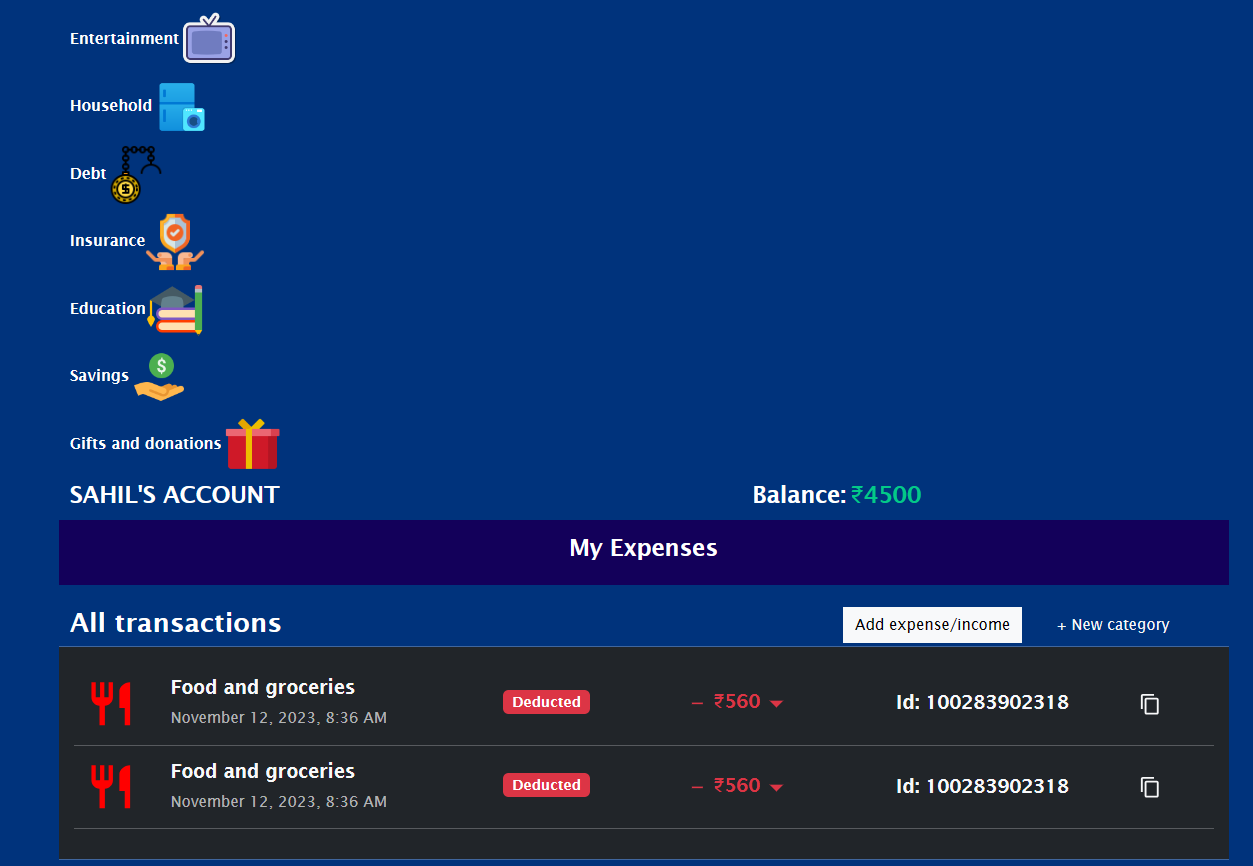 Entertainment
Household
Debt
Insurance
Education
Savings
Gifts and donations
SAHIL'S ACCOUNT Balance: ₹4500
My Expenses
All transactions Add expense/income + New category
Food and groceries
November 12, 2023, 8:36 AM Deducted – ₹560 Id: 100283902318
Food and groceries
November 12, 2023, 8:36 AM Deducted – ₹560 Id: 100283902318